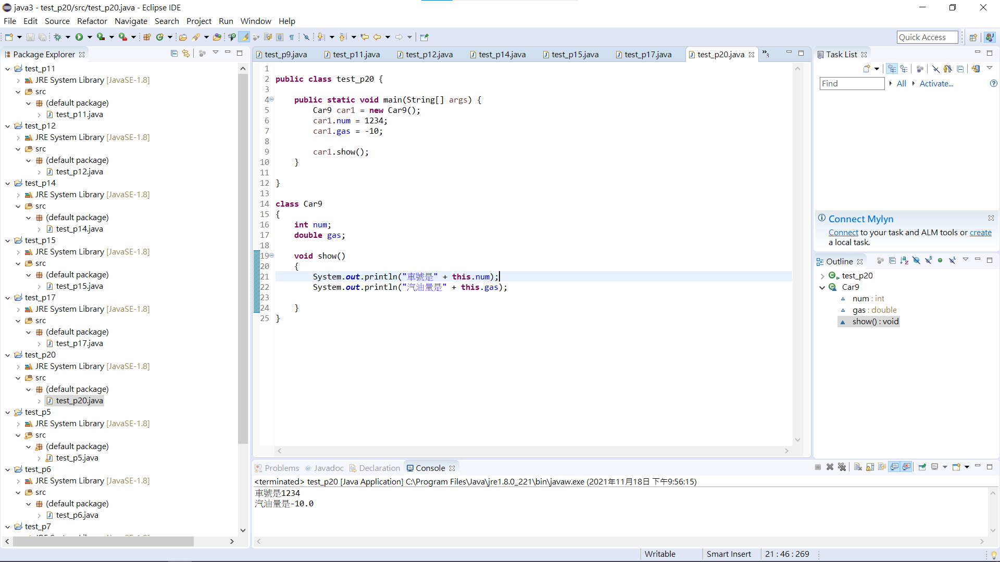 java3 - test_p20/src/test_p20.java - Eclipse IDE
File Edit Source Refactor Navigate Search Project Run Window Help
Quick Access
Package Explorer
test_p11
JRE System Library [JavaSE-1.8]
src
(default package)
test_p11.java
test_p12
JRE System Library [JavaSE-1.8]
src
(default package)
test_p12.java
test_p14
JRE System Library [JavaSE-1.8]
src
(default package)
test_p14.java
test_p15
JRE System Library [JavaSE-1.8]
src
(default package)
test_p15.java
test_p17
JRE System Library [JavaSE-1.8]
src
(default package)
test_p17.java
test_p20
JRE System Library [JavaSE-1.8]
src
(default package)
test_p20.java
test_p5
JRE System Library [JavaSE-1.8]
src
(default package)
test_p5.java
test_p6
JRE System Library [JavaSE-1.8]
src
(default package)
test_p6.java
test_p7
test_p9.java test_p11.java test_p12.java test_p14.java test_p15.java test_p17.java test_p20.java »3
1
2 public class test_p20 {
3
4 public static void main(String[] args) {
5 Car9 car1 = new Car9();
6 car1.num = 1234;
7 car1.gas = -10;
8
9 car1.show();
10 }
11
12 }
13
14 class Car9
15 {
16 int num;
17 double gas;
18
19 void show()
20 {
21 System.out.println("車號是" + this.num);
22 System.out.println("汽油量是" + this.gas);
23
24 }
25 }
Task List
Find All Activate...
Connect Mylyn
Connect to your task and ALM tools or create
a local task.
Outline
test_p20
Car9
num : int
gas : double
show() : void
Problems @ Javadoc Declaration Console
<terminated> test_p20 [Java Application] C:\Program Files\Java\jre1.8.0_221\bin\javaw.exe (2021年11月18日 下午9:56:15)
車號是1234
汽油量是-10.0
Writable Smart Insert 21 : 46 : 269